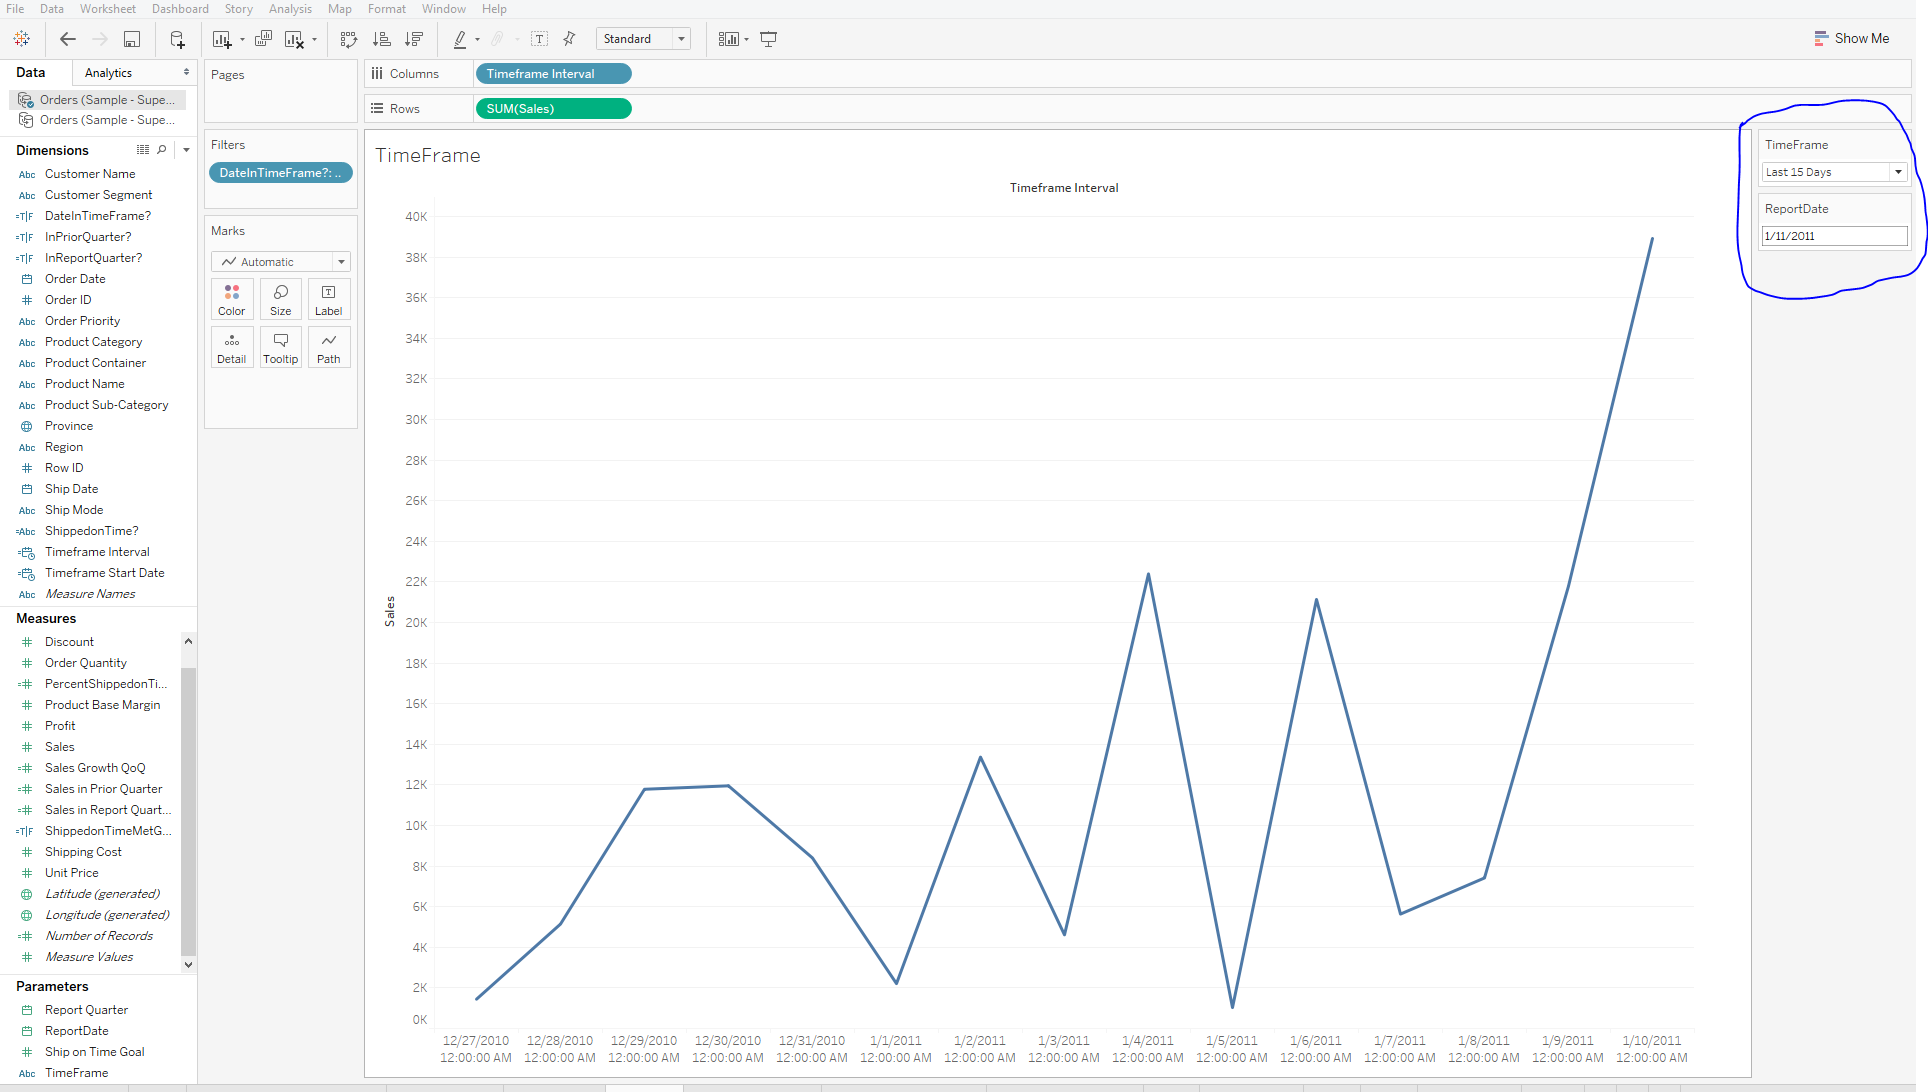 File Data Worksheet Dashboard Story Analysis Map Format Window Help
Standard
Show Me
Data Analytics
Orders (Sample - Supe...
Orders (Sample - Supe...
Dimensions
Abc Customer Name
Abc Customer Segment
=T|F DateInTimeFrame?
=T|F InPriorQuarter?
=T|F InReportQuarter?
Order Date
# Order ID
Abc Order Priority
Abc Product Category
Abc Product Container
Abc Product Name
Abc Product Sub-Category
Province
Abc Region
# Row ID
Ship Date
Abc Ship Mode
=Abc ShippedonTime?
Timeframe Interval
Timeframe Start Date
Abc Measure Names
Measures
# Discount
# Order Quantity
=# PercentShippedonTi...
# Product Base Margin
# Profit
# Sales
=# Sales Growth QoQ
=# Sales in Prior Quarter
=# Sales in Report Quart...
=T|F ShippedonTimeMetG...
# Shipping Cost
# Unit Price
Latitude (generated)
Longitude (generated)
=# Number of Records
# Measure Values
Parameters
Report Quarter
ReportDate
# Ship on Time Goal
Abc TimeFrame
Pages
Filters
DateInTimeFrame?: ..
Marks
Automatic
Color Size Label
Detail Tooltip Path
Columns Timeframe Interval
Rows SUM(Sales)
TimeFrame
Timeframe Interval
40K
38K
36K
34K
32K
30K
28K
26K
24K
22K
20K
18K
16K
14K
12K
10K
8K
6K
4K
2K
0K
Sales
12/27/2010 12/28/2010 12/29/2010 12/30/2010 12/31/2010 1/1/2011 1/2/2011 1/3/2011 1/4/2011 1/5/2011 1/6/2011 1/7/2011 1/8/2011 1/9/2011 1/10/2011
12:00:00 AM 12:00:00 AM 12:00:00 AM 12:00:00 AM 12:00:00 AM 12:00:00 AM 12:00:00 AM 12:00:00 AM 12:00:00 AM 12:00:00 AM 12:00:00 AM 12:00:00 AM 12:00:00 AM 12:00:00 AM 12:00:00 AM
TimeFrame
Last 15 Days
ReportDate
1/11/2011